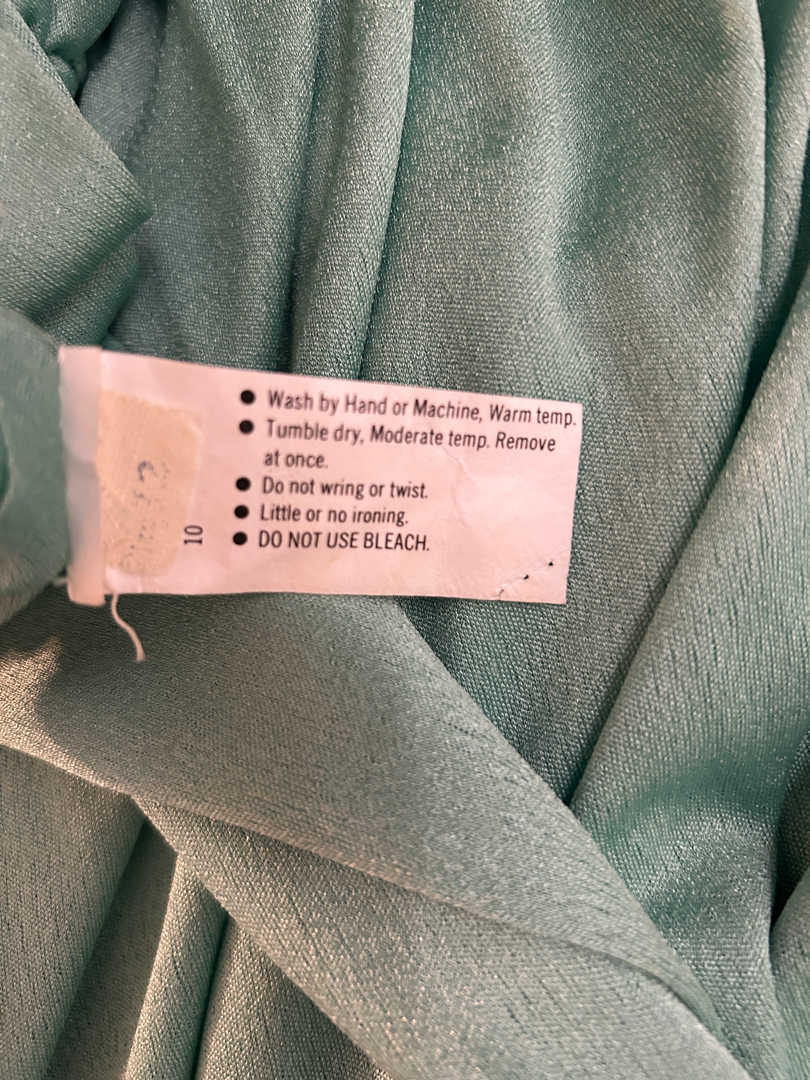 ● Wash by Hand or Machine, Warm temp.
● Tumble dry, Moderate temp. Remove
at once.
● Do not wring or twist.
● Little or no ironing.
● DO NOT USE BLEACH.
10